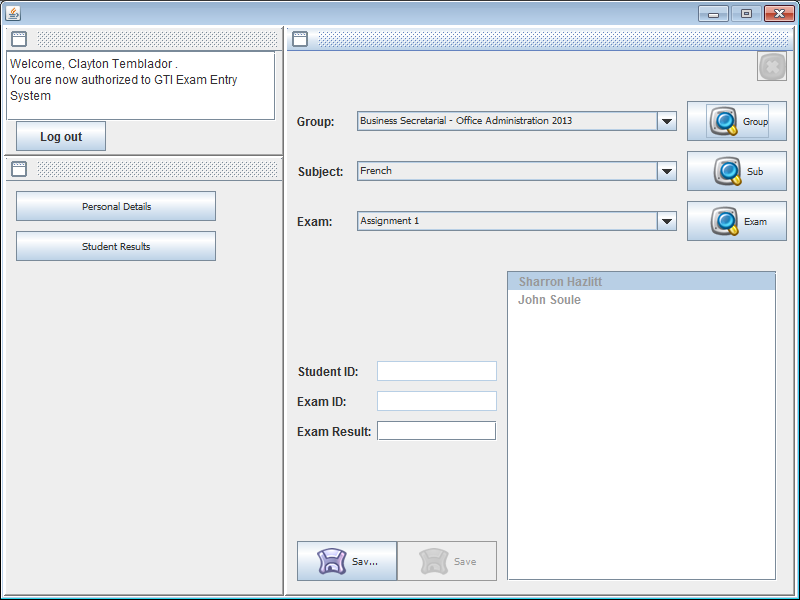 Welcome, Clayton Temblador .
You are now authorized to GTI Exam Entry
System
Log out
Personal Details
Student Results
Group:
Business Secretarial - Office Administration 2013
Group
Subject:
French
Sub
Exam:
Assignment 1
Exam
Sharron Hazlitt
John Soule
Student ID:
Exam ID:
Exam Result:
Sav...
Save